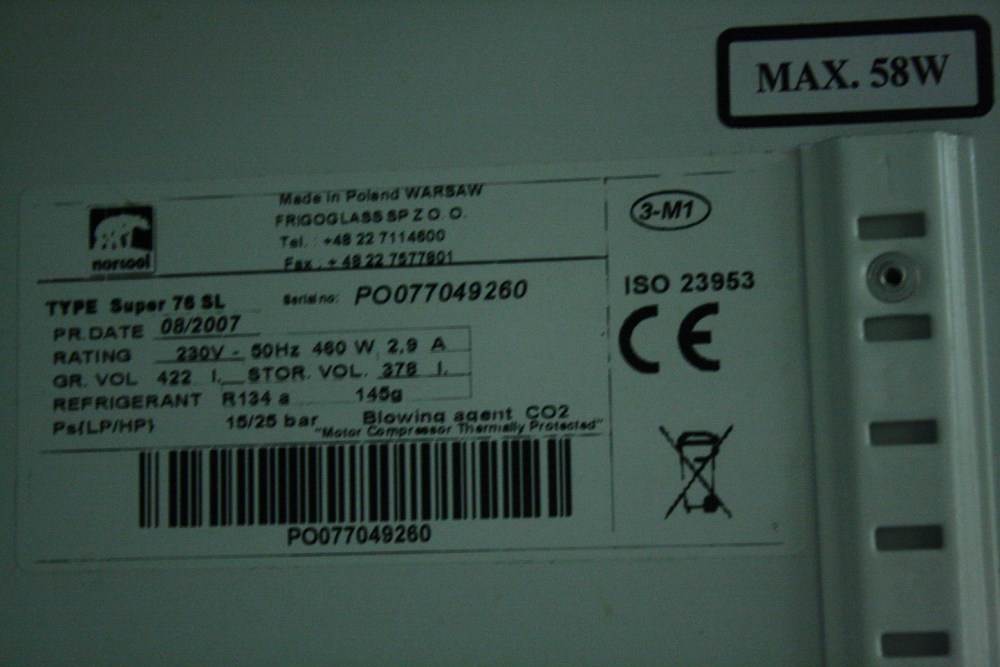 MAX. 58W
norcool
Made in Poland WARSAW
FRIGOGLASS SP Z O. O.
Tel. : +48 22 7114600
Fax . + 48 22 7577801
3-M1
TYPE Super 76 SL Serial no: PO077049260
PR.DATE 08/2007
RATING 230V - 50Hz 460 W 2,9 A
GR. VOL 422 l. STOR. VOL. 378 l.
REFRIGERANT R134 a 145g
Ps(LP/HP) 15/25 bar Blowing agent CO2
"Motor Compressor Thermally Protected"
PO077049260
ISO 23953
CE